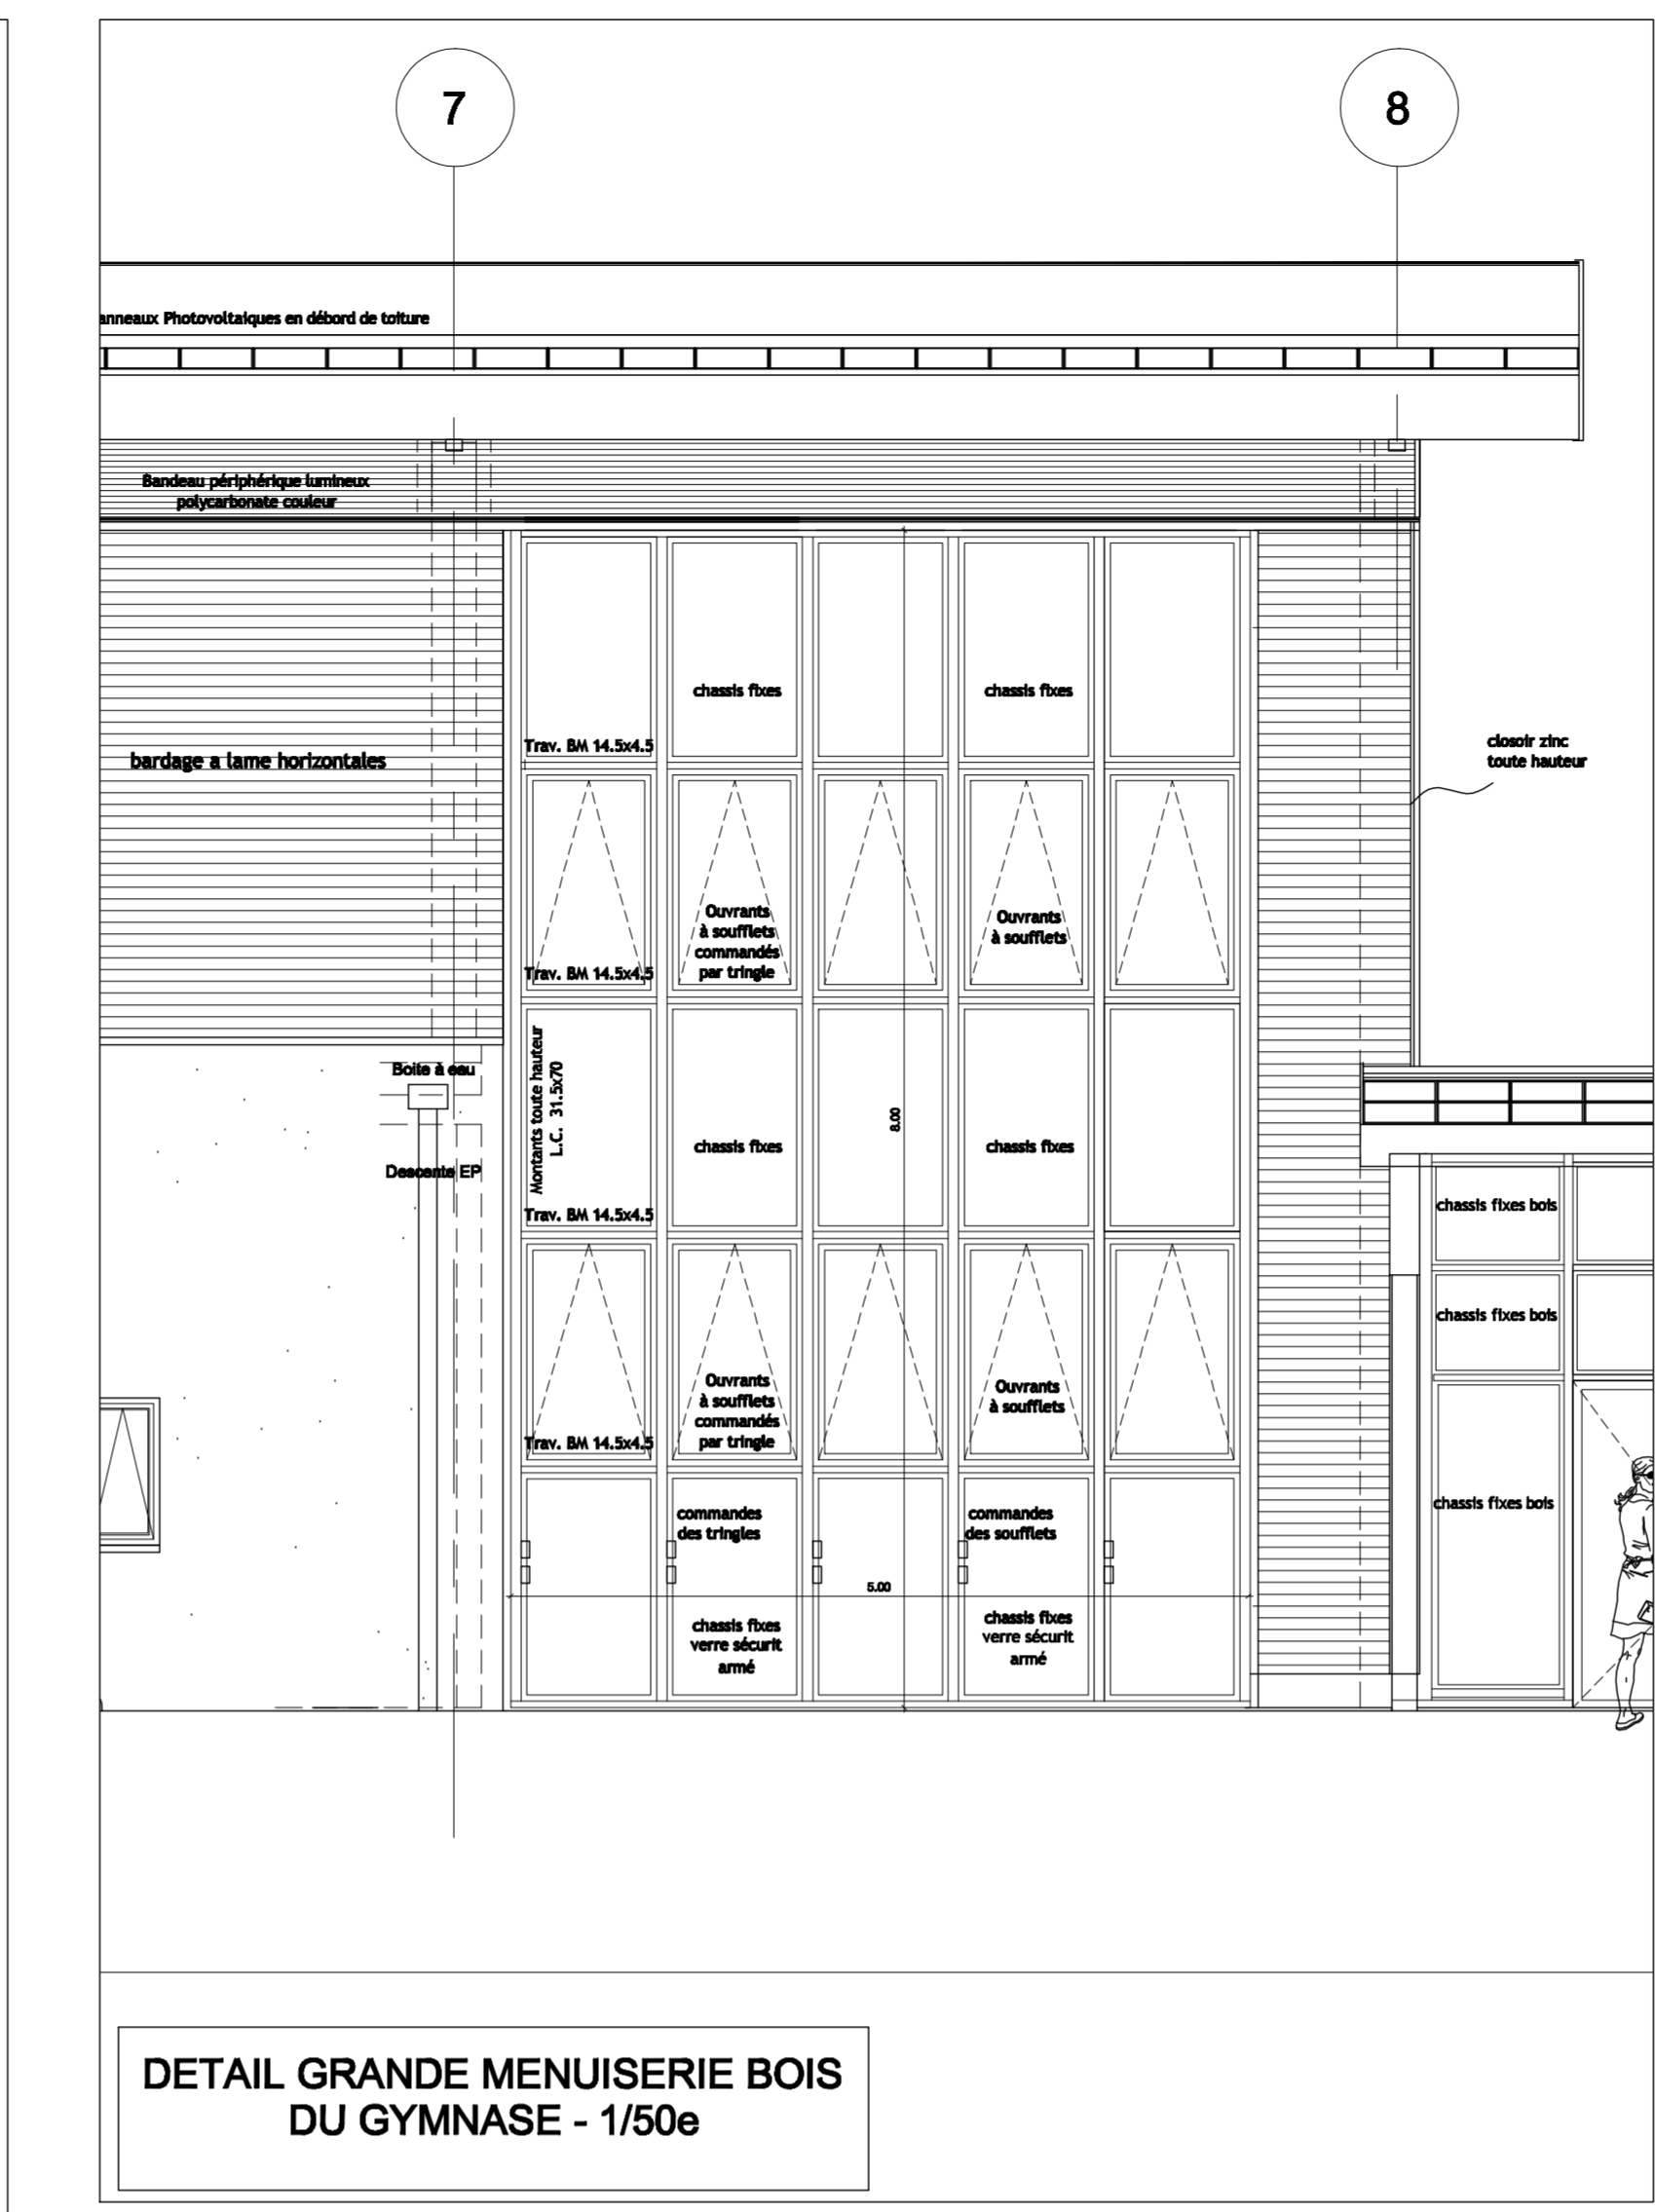 7
8
anneaux Photovoltaiques en débord de toiture
Bandeau périphérique lumineux
polycarbonate couleur
chassis fixes
chassis fixes
Trav. BM 14.5x4.5
bardage a lame horizontales
closoir zinc
toute hauteur
Ouvrants
à soufflets
commandés
par tringle
Ouvrants
à soufflets
Trav. BM 14.5x4.5
Boite à eau
Montants toute hauteur
L.C. 31.5x70
8.00
chassis fixes
chassis fixes
Descente EP
Trav. BM 14.5x4.5
chassis fixes bois
chassis fixes bois
Ouvrants
à soufflets
commandés
par tringle
Ouvrants
à soufflets
Trav. BM 14.5x4.5
chassis fixes bois
commandes
des tringles
commandes
des soufflets
5.00
chassis fixes
verre sécurit
armé
chassis fixes
verre sécurit
armé
DETAIL GRANDE MENUISERIE BOIS
DU GYMNASE - 1/50e